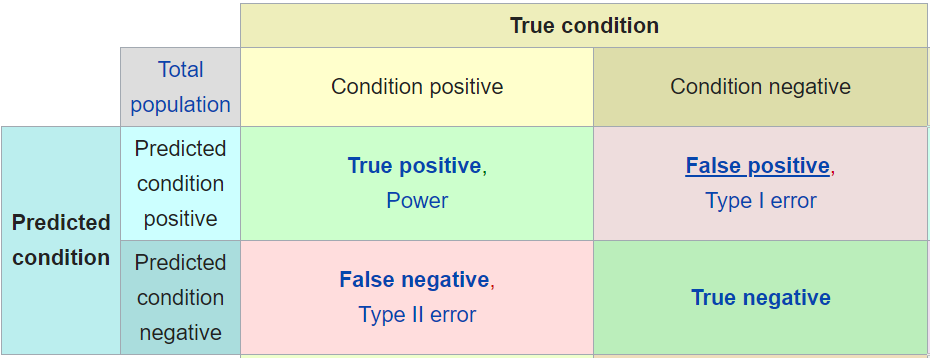 True condition
Total
population
Condition positive
Condition negative
Predicted
condition
Predicted
condition
positive
True positive,
Power
False positive,
Type I error
Predicted
condition
negative
False negative,
Type II error
True negative